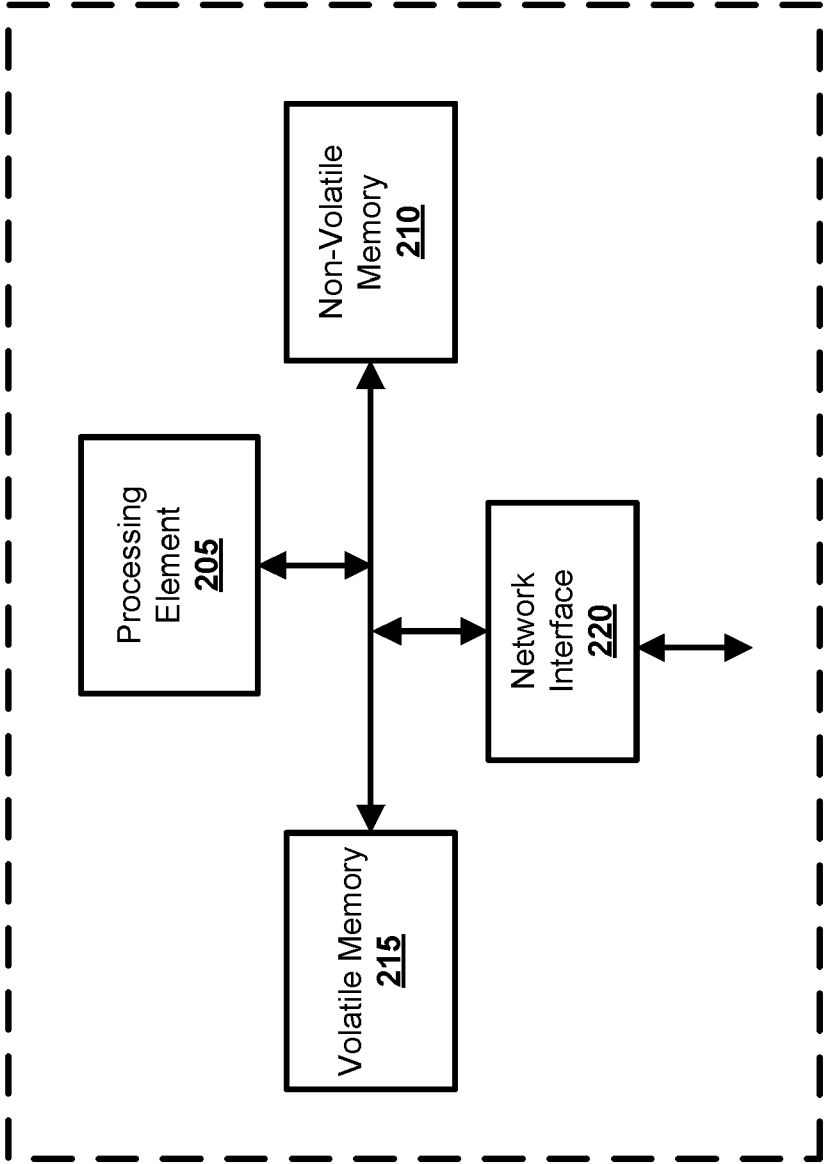 Processing
Element
205
Volatile Memory
215
Non-Volatile
Memory
210
Network
Interface
220